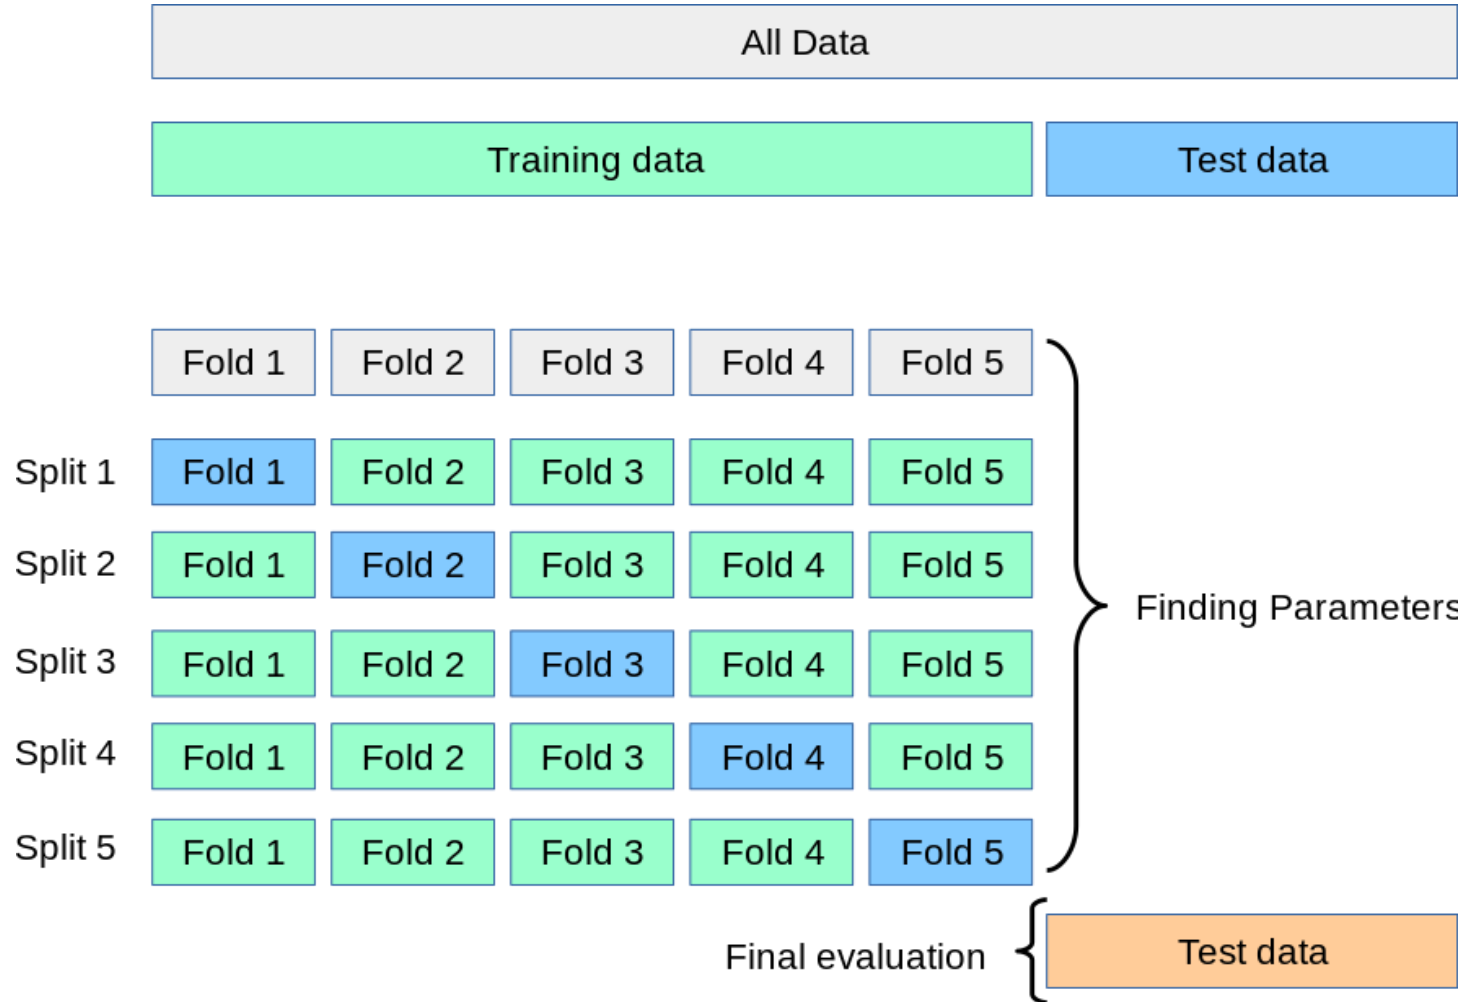 All Data
Training data Test data
Fold 1 Fold 2 Fold 3 Fold 4 Fold 5
Split 1 Fold 1 Fold 2 Fold 3 Fold 4 Fold 5
Split 2 Fold 1 Fold 2 Fold 3 Fold 4 Fold 5
Finding Parameters
Split 3 Fold 1 Fold 2 Fold 3 Fold 4 Fold 5
Split 4 Fold 1 Fold 2 Fold 3 Fold 4 Fold 5
Split 5 Fold 1 Fold 2 Fold 3 Fold 4 Fold 5
Final evaluation Test data